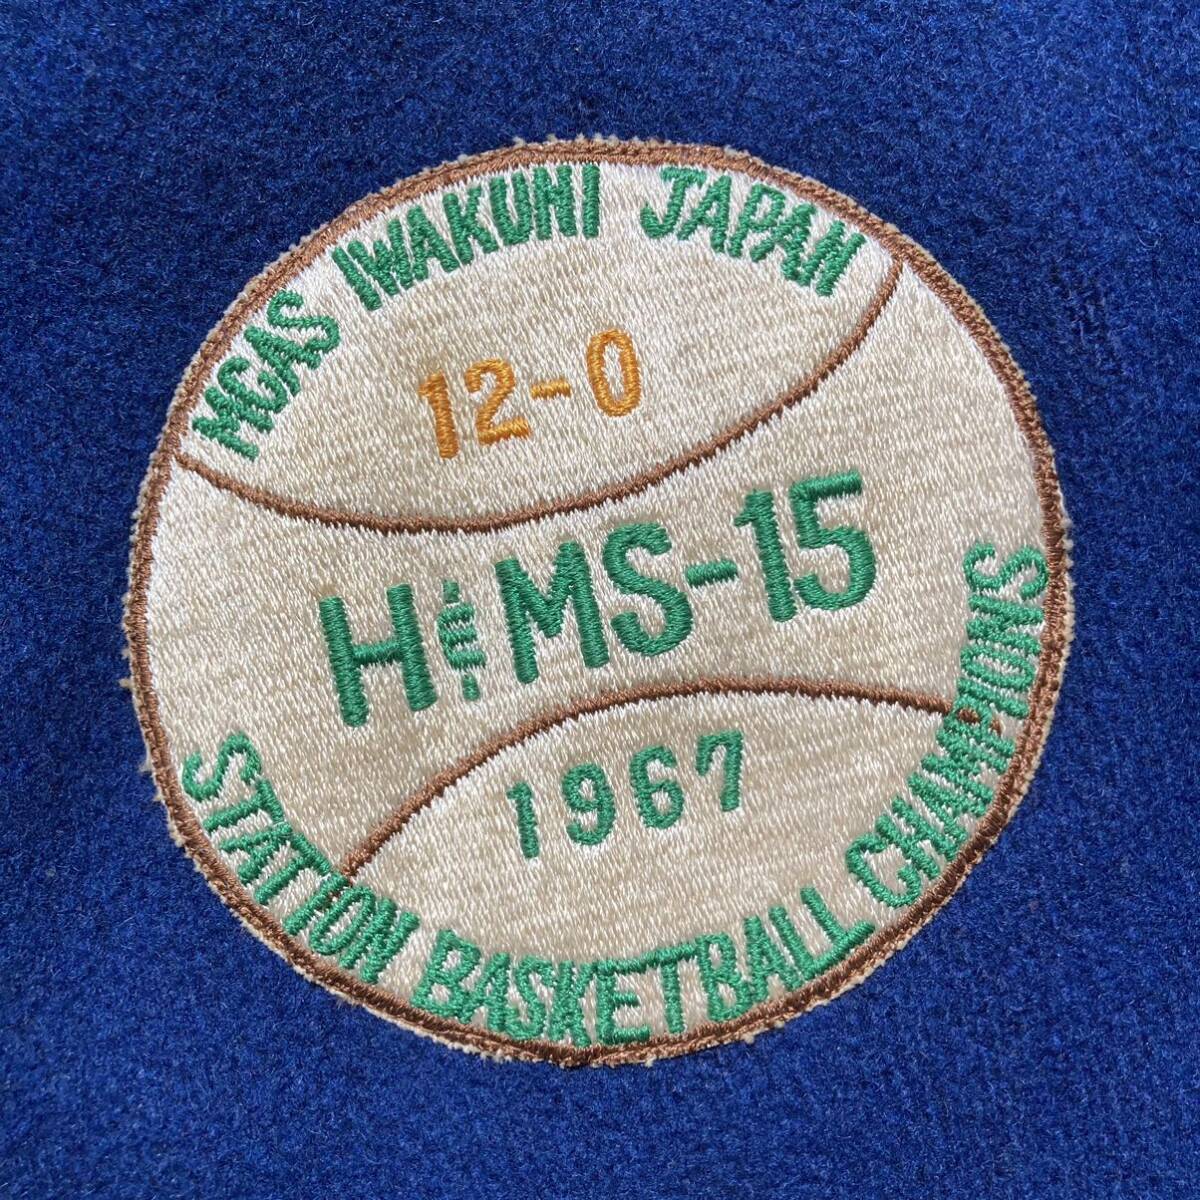 MCAS IWAKUNI JAPAN
12-0
H&MS-15
1967
STATION BASKETBALL CHAMPIONS